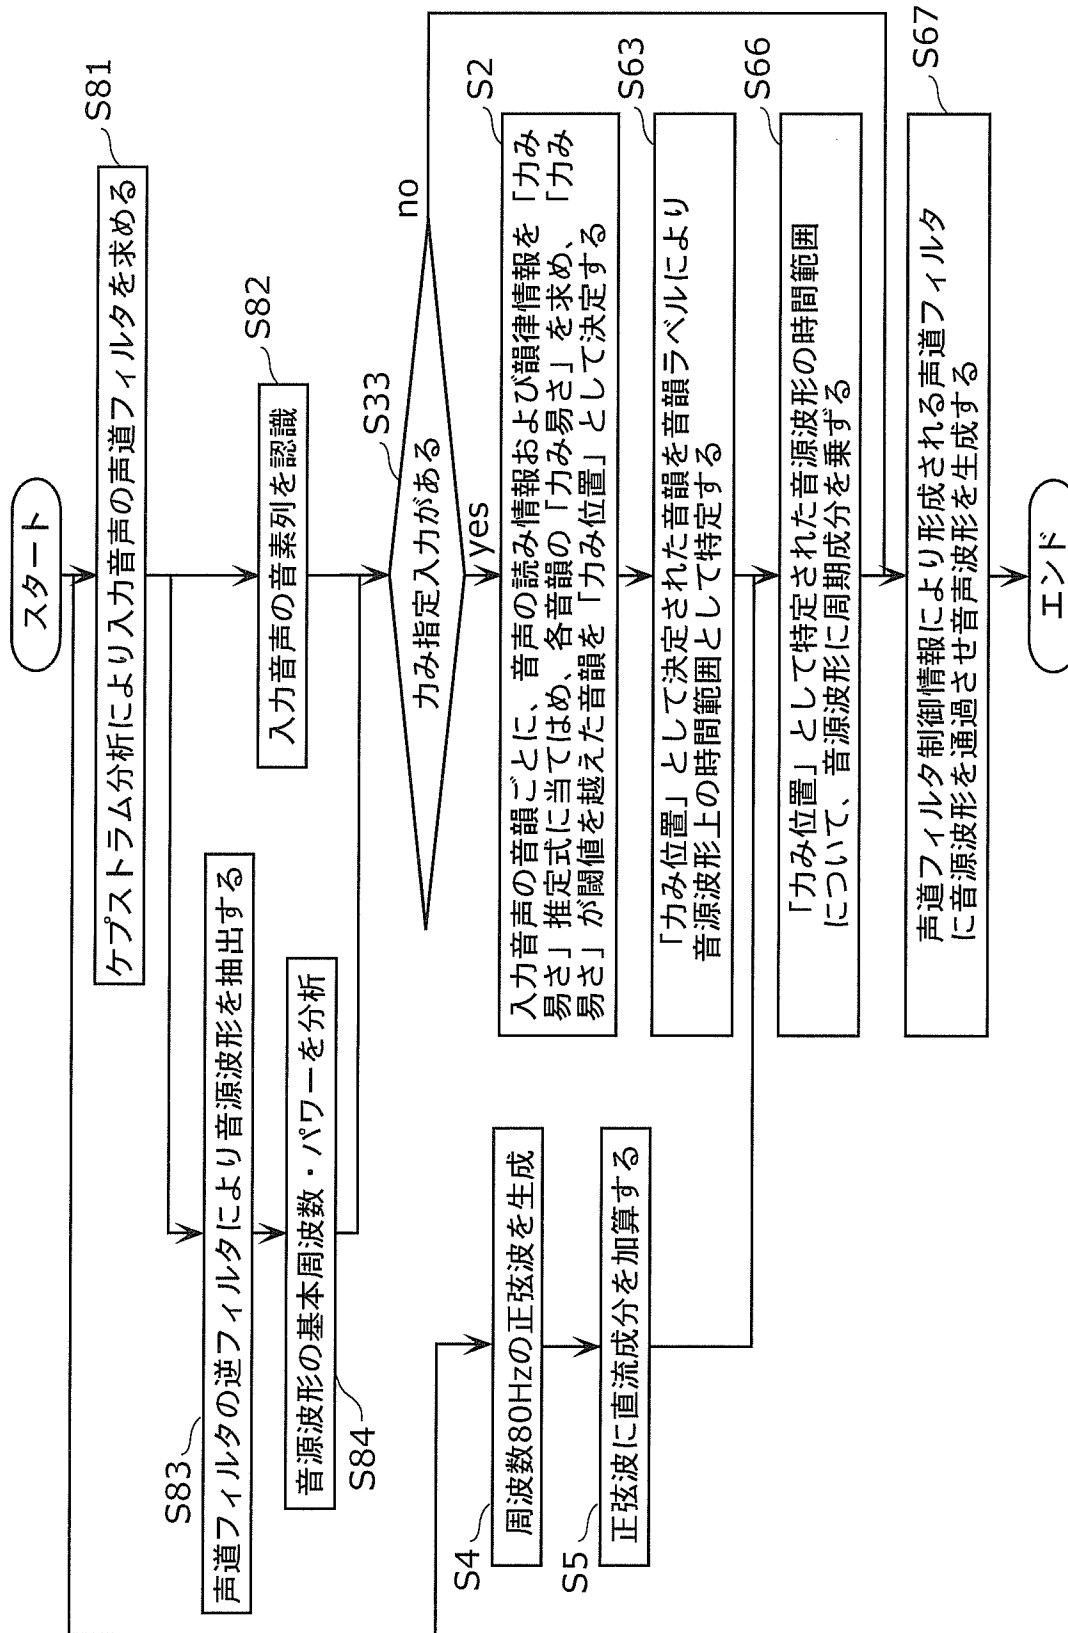 スタート
S81
ケプストラム分析により入力音声の声道フィルタを求める
S82
入力音声の音素列を認識
S83
声道フィルタの逆フィルタにより音源波形を抽出する
S84
音源波形の基本周波数・パワーを分析
S33
力み指定入力がある
no
yes
S2
入力音声の音韻ごとに、音声の読み情報および韻律情報を「力み
易さ」推定式に当てはめ、各音韻の「力み易さ」を求め、「力み
易さ」が閾値を越えた音韻を「力み位置」として決定する
S63
「力み位置」として決定された音韻を音韻ラベルにより
音源波形上の時間範囲として特定する
S4
周波数80Hzの正弦波を生成
S5
正弦波に直流成分を加算する
S66
「力み位置」として特定された音源波形の時間範囲
について、音源波形に周期成分を乗ずる
S67
声道フィルタ制御情報により形成される声道フィルタ
に音源波形を通過させ音声波形を生成する
エンド